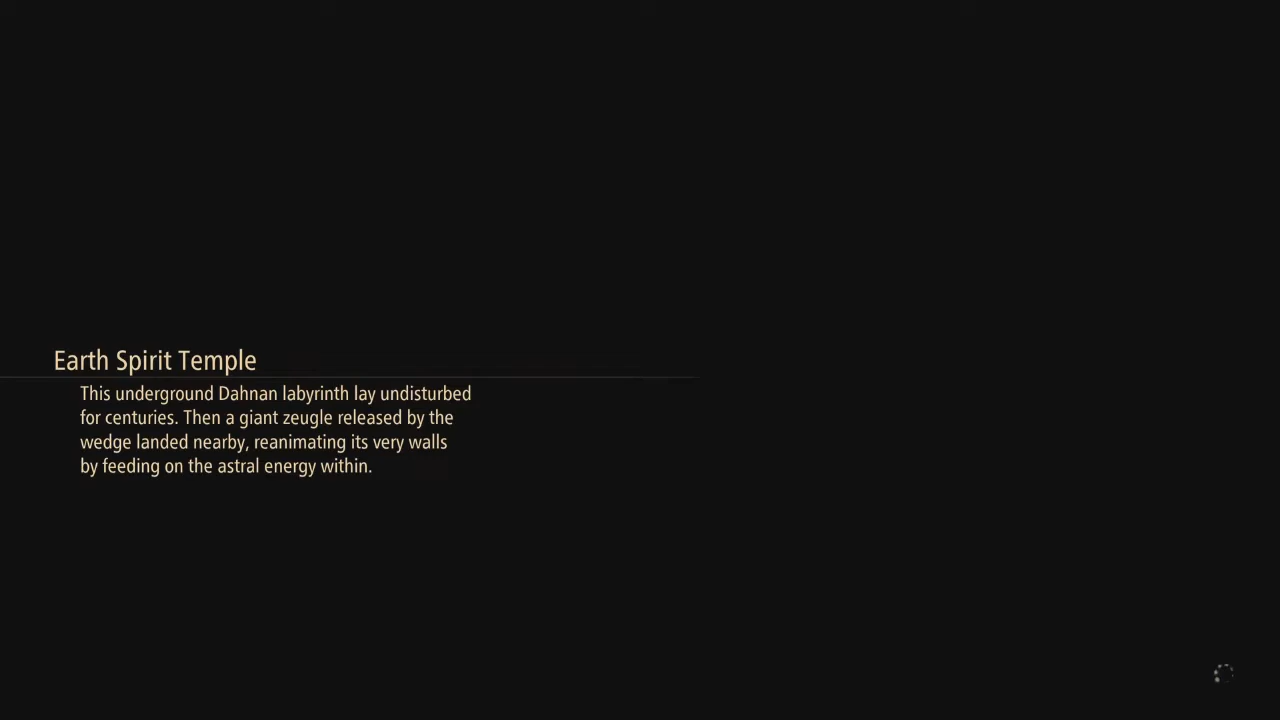 Earth Spirit Temple
This underground Dahnan labyrinth lay undisturbed
for centuries. Then a giant zeugle released by the
wedge landed nearby, reanimating its very walls
by feeding on the astral energy within.